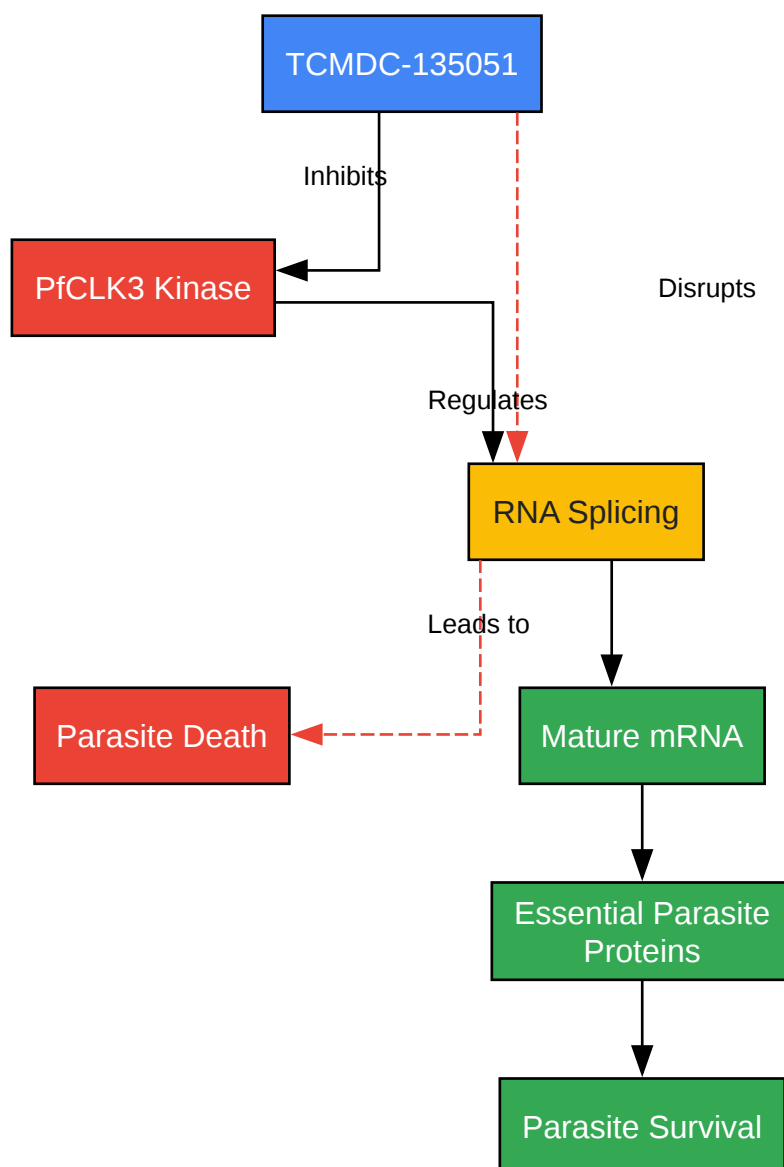 TCMDC-135051
Inhibits
PfCLK3 Kinase
Disrupts
Regulates
RNA Splicing
Leads to
Parasite Death
Mature mRNA
Essential Parasite
Proteins
Parasite Survival